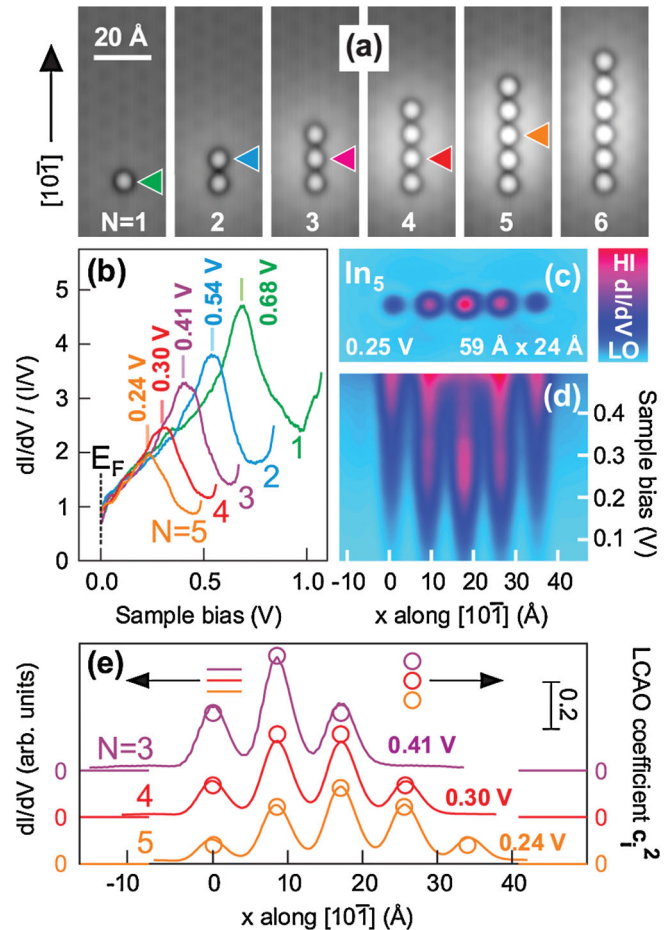 (a)
20 Å
[101̄]
N=1 2 3 4 5 6
(b)
dI/dV / (I/V)
5
4
3
2
1
0
0.24 V
0.30 V
0.41 V
0.54 V
0.68 V
E_F
N=5
4
3
2
1
0.0 0.5 1.0
Sample bias (V)
In₅ (c)
0.25 V 59 Å x 24 Å
HI
dI/dV
LO
(d)
0.4
0.3
0.2
0.1
Sample bias (V)
-10 0 10 20 30 40
x along [101̄] (Å)
(e)
dI/dV (arb. units)
LCAO coefficient cᵢ²
0.2
N=3 0.41 V
0 0
4 0.30 V
0 0
5 0.24 V
0 0
-10 0 10 20 30 40
x along [101̄] (Å)